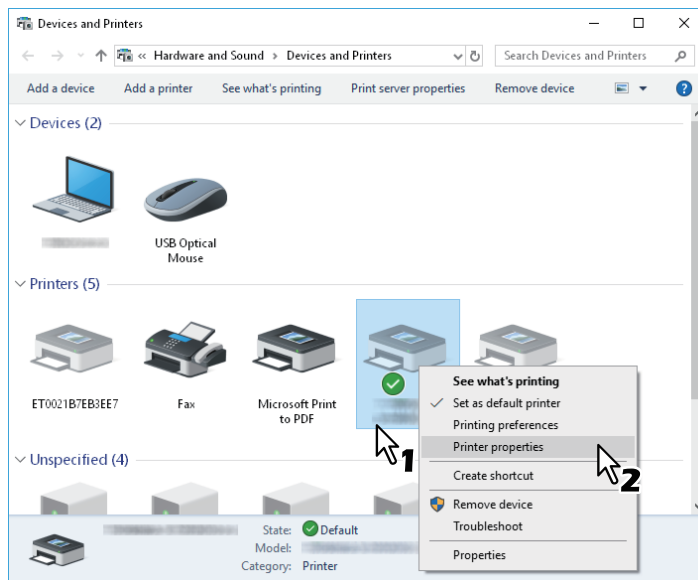 Devices and Printers
« Hardware and Sound › Devices and Printers
Search Devices and Printers
Add a device
Add a printer
See what's printing
Print server properties
Remove device
?
Devices (2)
USB Optical
Mouse
Printers (5)
ET0021B7EB3EE7
Fax
Microsoft Print
to PDF
See what's printing
Set as default printer
Printing preferences
Printer properties
Create shortcut
Remove device
Troubleshoot
Properties
1
2
Unspecified (4)
State: Default
Model:
Category: Printer